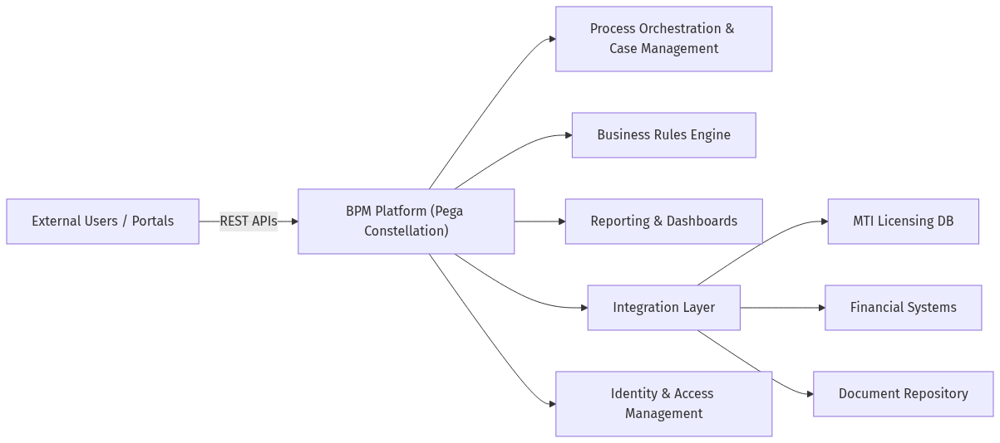 External Users / Portals
REST APIs
BPM Platform (Pega
Constellation)
Process Orchestration &
Case Management
Business Rules Engine
Reporting & Dashboards
Integration Layer
Identity & Access
Management
MTI Licensing DB
Financial Systems
Document Repository